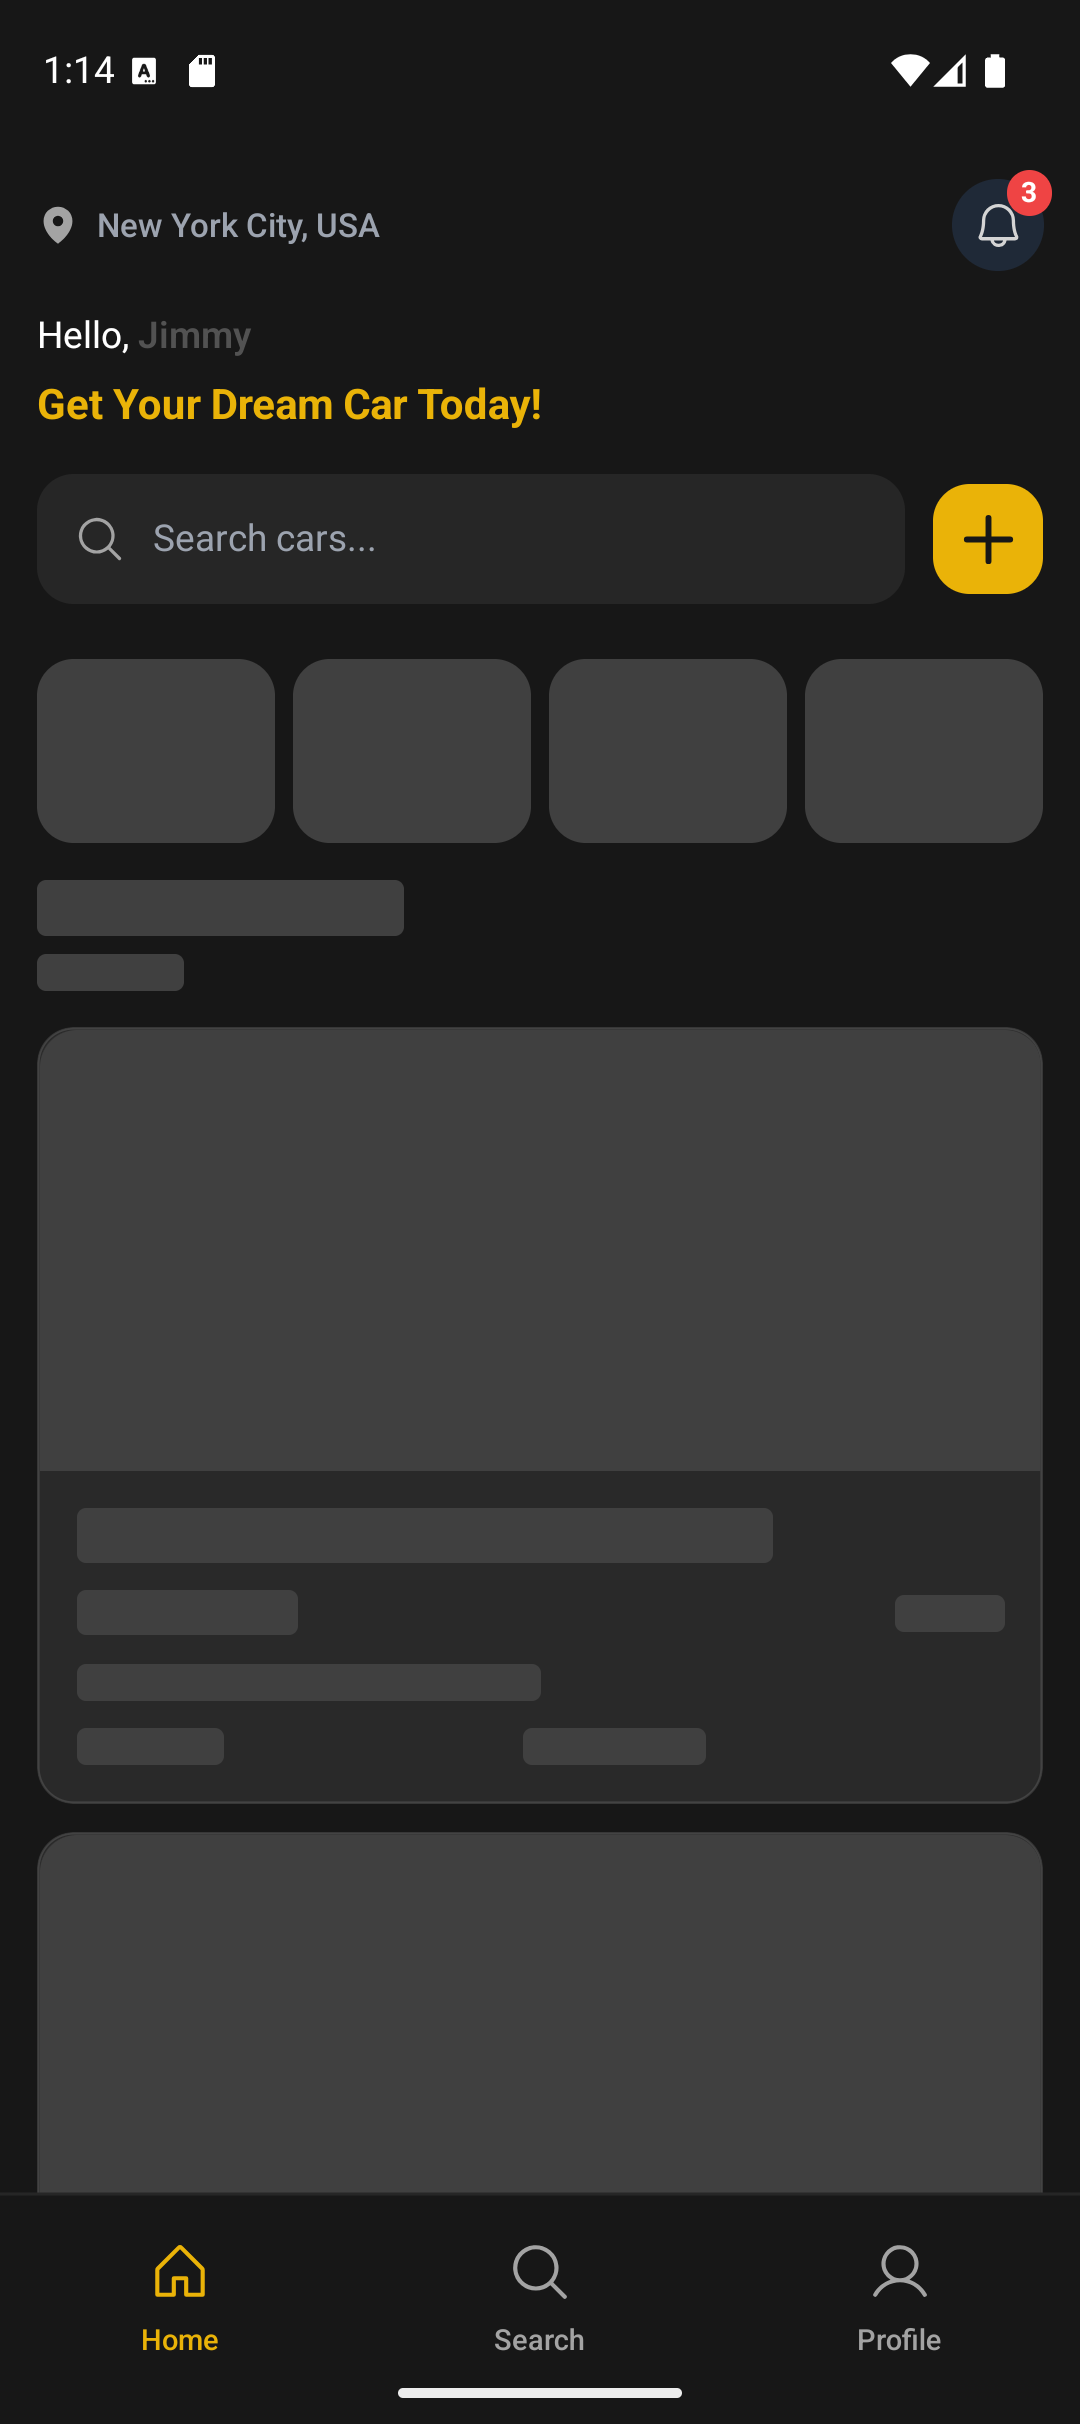 1:14
New York City, USA
3
Hello, Jimmy
Get Your Dream Car Today!
Search cars...
Home
Search
Profile